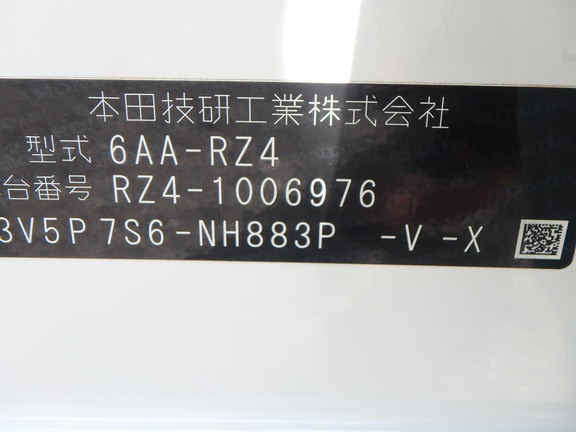 本田技研工業株式会社
型式 6AA-RZ4
台番号 RZ4-1006976
3V5P 7S6-NH883P -V -X